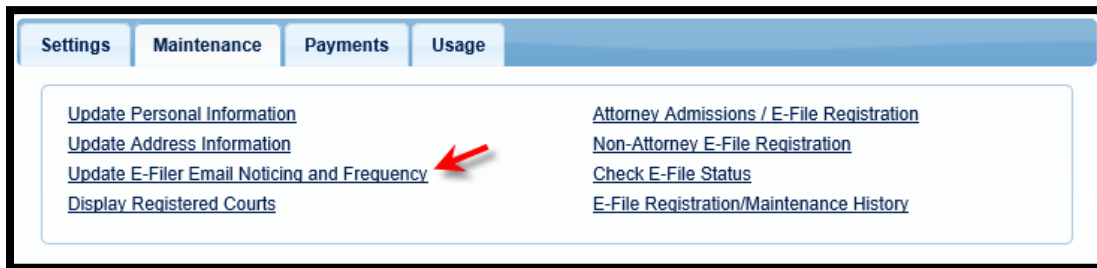 Settings Maintenance Payments Usage
Update Personal Information
Update Address Information
Update E-Filer Email Noticing and Frequency
Display Registered Courts
Attorney Admissions / E-File Registration
Non-Attorney E-File Registration
Check E-File Status
E-File Registration/Maintenance History